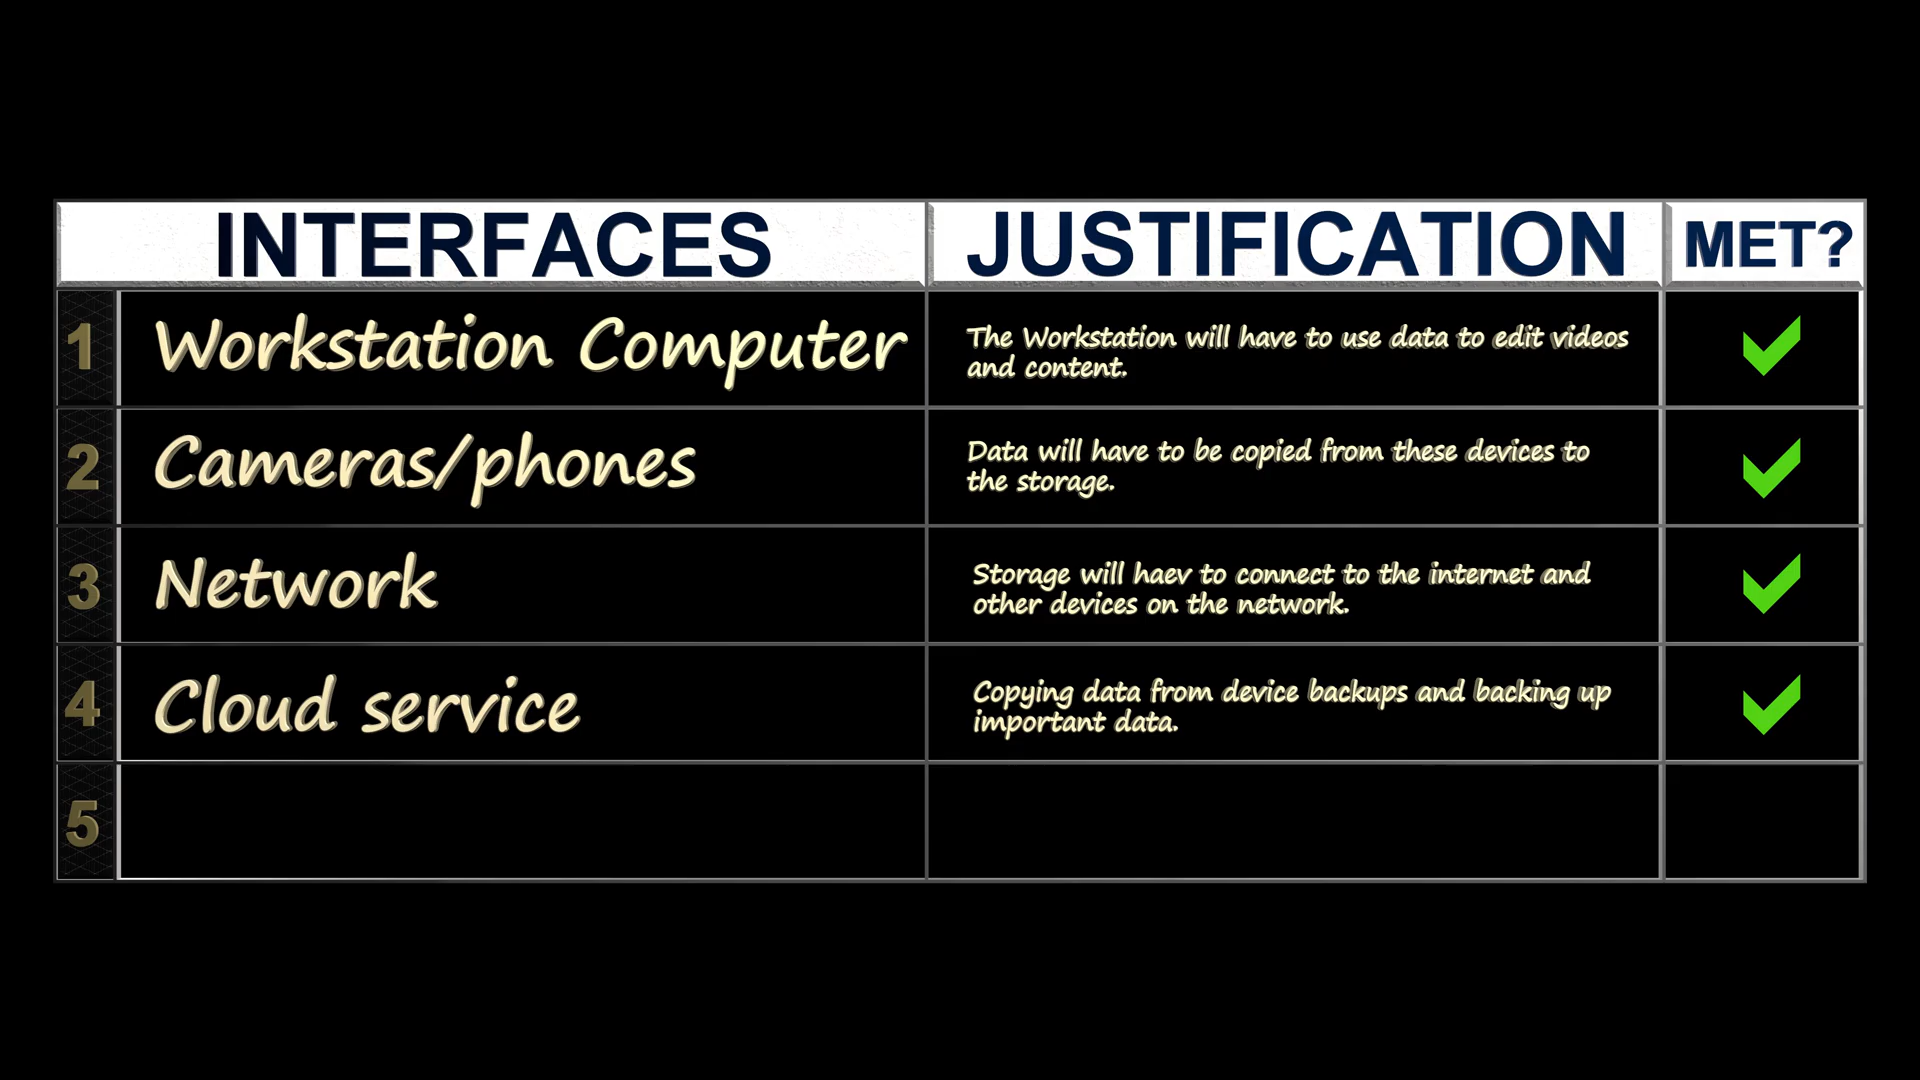 INTERFACES JUSTIFICATION MET?
1 Workstation Computer
The Workstation will have to use data to edit videos
and content.
2 Cameras/phones
Data will have to be copied from these devices to
the storage.
3 Network
Storage will haev to connect to the internet and
other devices on the network.
4 Cloud service
Copying data from device backups and backing up
important data.
5